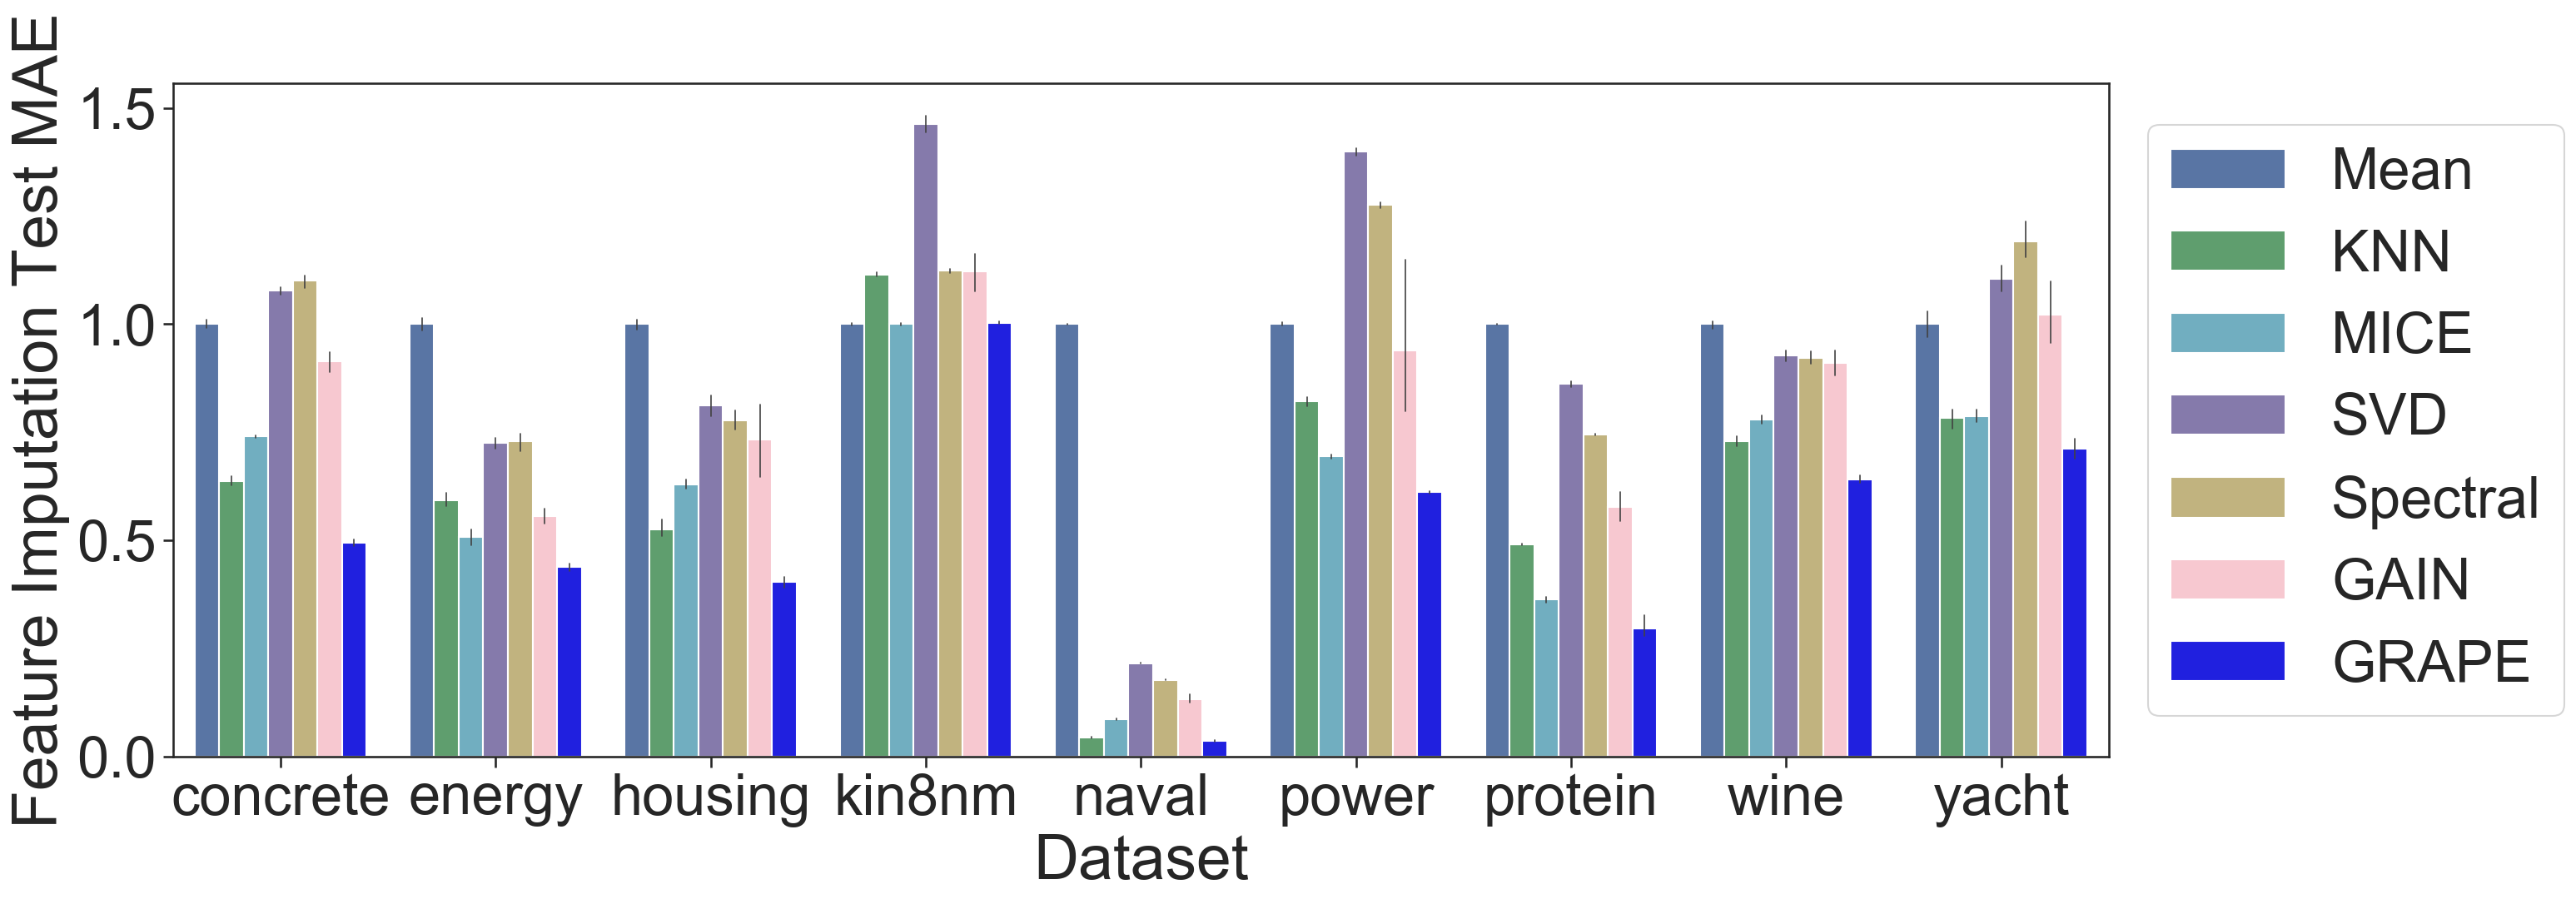 Feature Imputation Test MAE
1.5
1.0
0.5
0.0
concrete energy housing kin8nm naval power protein wine yacht
Dataset
Mean
KNN
MICE
SVD
Spectral
GAIN
GRAPE